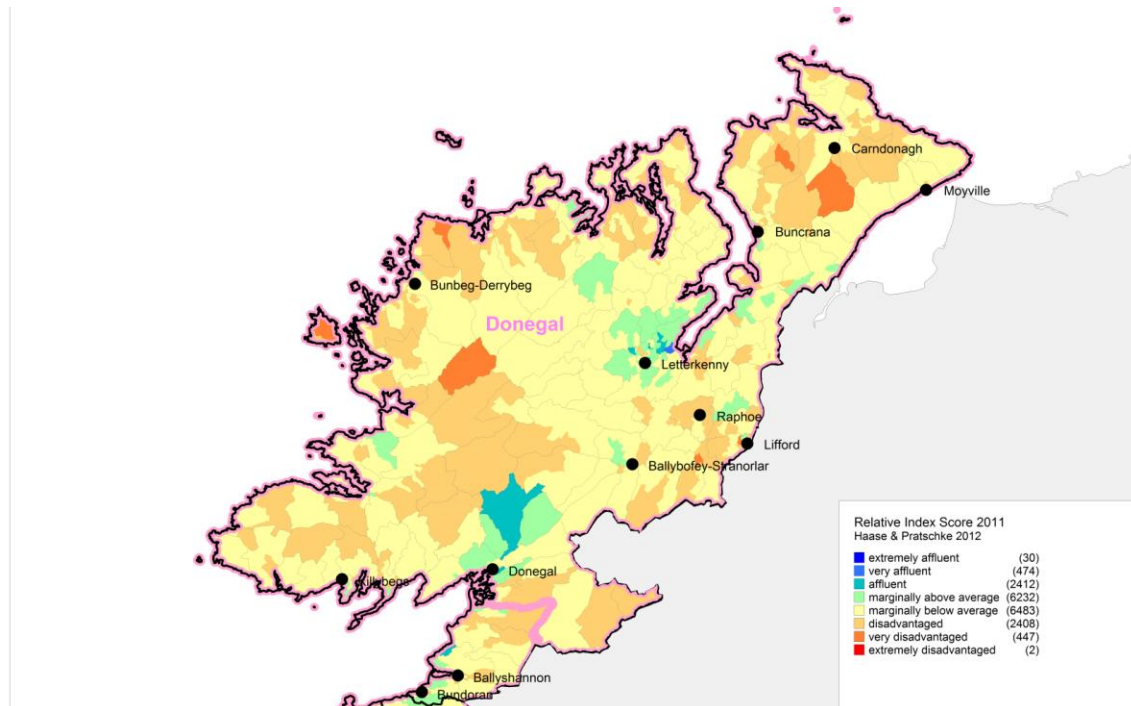 Carndonagh
Moyville
Buncrana
Bunbeg-Derrybeg
Donegal
Letterkenny
Raphoe
Lifford
Ballybofey-Stranorlar
Donegal
Killybegs
Ballyshannon
Bundoran
Relative Index Score 2011
Haase & Pratschke 2012
extremely affluent (30)
very affluent (474)
affluent (2412)
marginally above average (6232)
marginally below average (6483)
disadvantaged (2408)
very disadvantaged (447)
extremely disadvantaged (2)